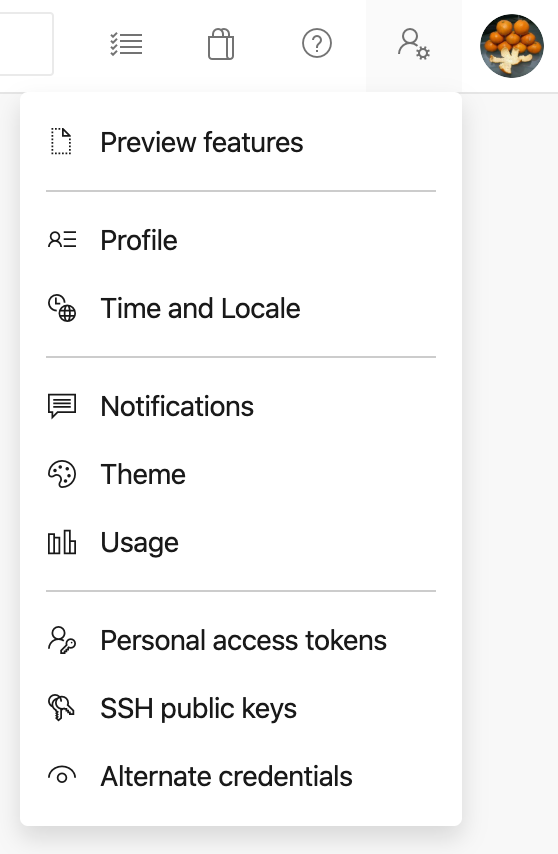 Preview features
Profile
Time and Locale
Notifications
Theme
Usage
Personal access tokens
SSH public keys
Alternate credentials